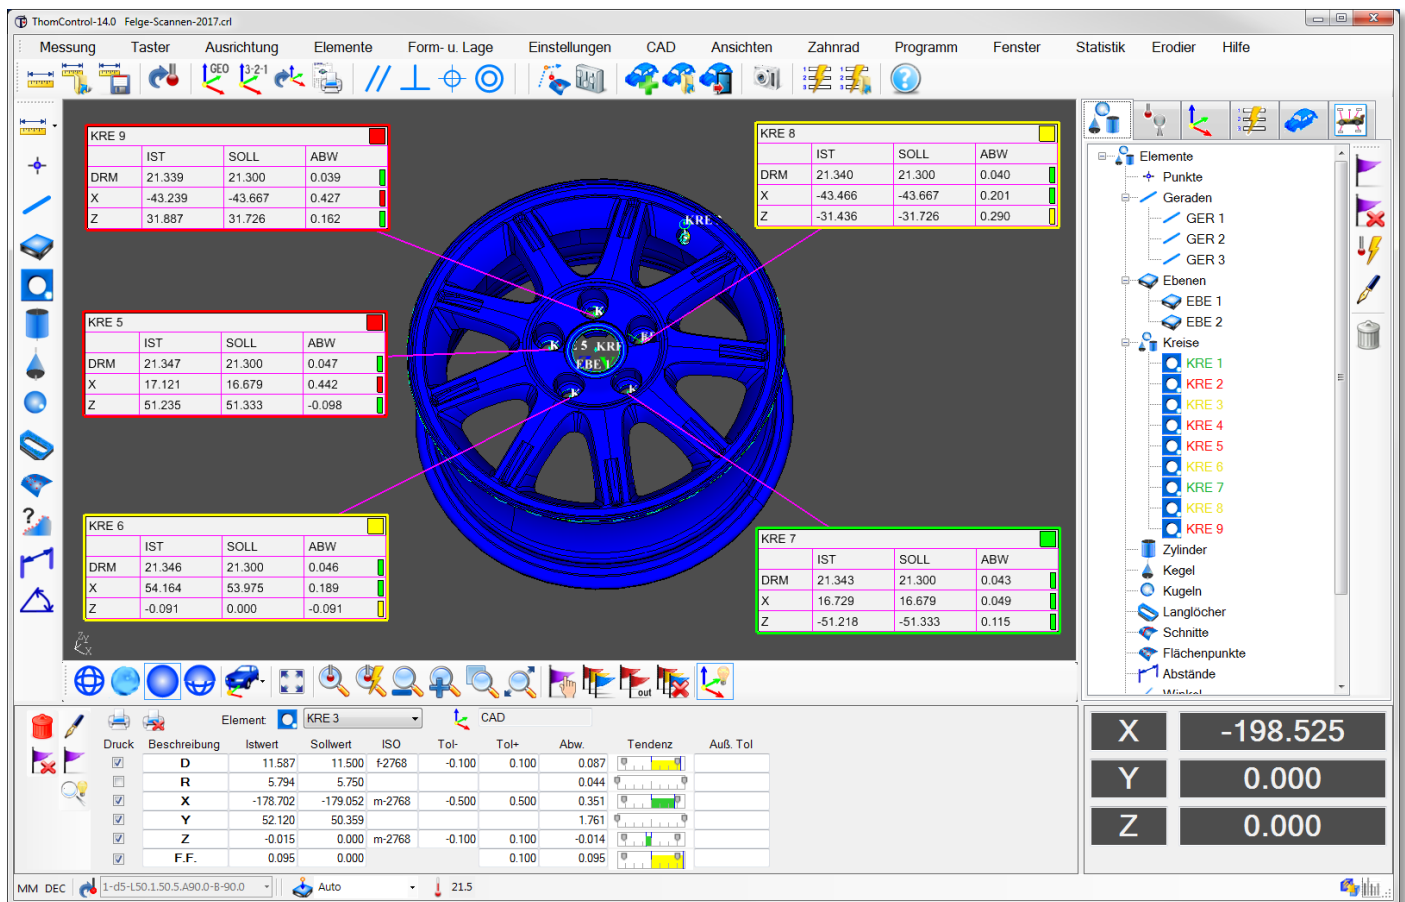 ThomControl-14.0 Felge-Scannen-2017.crl
Messung Taster Ausrichtung Elemente Form- u. Lage Einstellungen CAD Ansichten Zahnrad Programm Fenster Statistik Erodier Hilfe
GEO 3-2-1
KRE 9
IST SOLL ABW
DRM 21.339 21.300 0.039
X -43.239 -43.667 0.427
Z 31.887 31.726 0.162
KRE 8
IST SOLL ABW
DRM 21.340 21.300 0.040
X -43.466 -43.667 0.201
Z -31.436 -31.726 0.290
KRE 5
IST SOLL ABW
DRM 21.347 21.300 0.047
X 17.121 16.679 0.442
Z 51.235 51.333 -0.098
KRE 6
IST SOLL ABW
DRM 21.346 21.300 0.046
X 54.164 53.975 0.189
Z -0.091 0.000 -0.091
KRE 7
IST SOLL ABW
DRM 21.343 21.300 0.043
X 16.729 16.679 0.049
Z -51.218 -51.333 0.115
KRE
K
K 5 KRE
EBE 1
K k
Elemente
Punkte
Geraden
GER 1
GER 2
GER 3
Ebenen
EBE 1
EBE 2
Kreise
KRE 1
KRE 2
KRE 3
KRE 4
KRE 5
KRE 6
KRE 7
KRE 8
KRE 9
Zylinder
Kegel
Kugeln
Langlöcher
Schnitte
Flächenpunkte
Abstände
Winkel
out
Element: KRE 3 CAD
Druck Beschreibung Istwert Sollwert ISO Tol- Tol+ Abw. Tendenz Auß. Tol
D 11.587 11.500 f-2768 -0.100 0.100 0.087
R 5.794 5.750 0.044
X -178.702 -179.052 m-2768 -0.500 0.500 0.351
Y 52.120 50.359 1.761
Z -0.015 0.000 m-2768 -0.100 0.100 -0.014
F.F. 0.095 0.000 0.100 0.095
X -198.525
Y 0.000
Z 0.000
MM DEC 1-d5-L50.1.50.5.A90.0-B-90.0 Auto 21.5